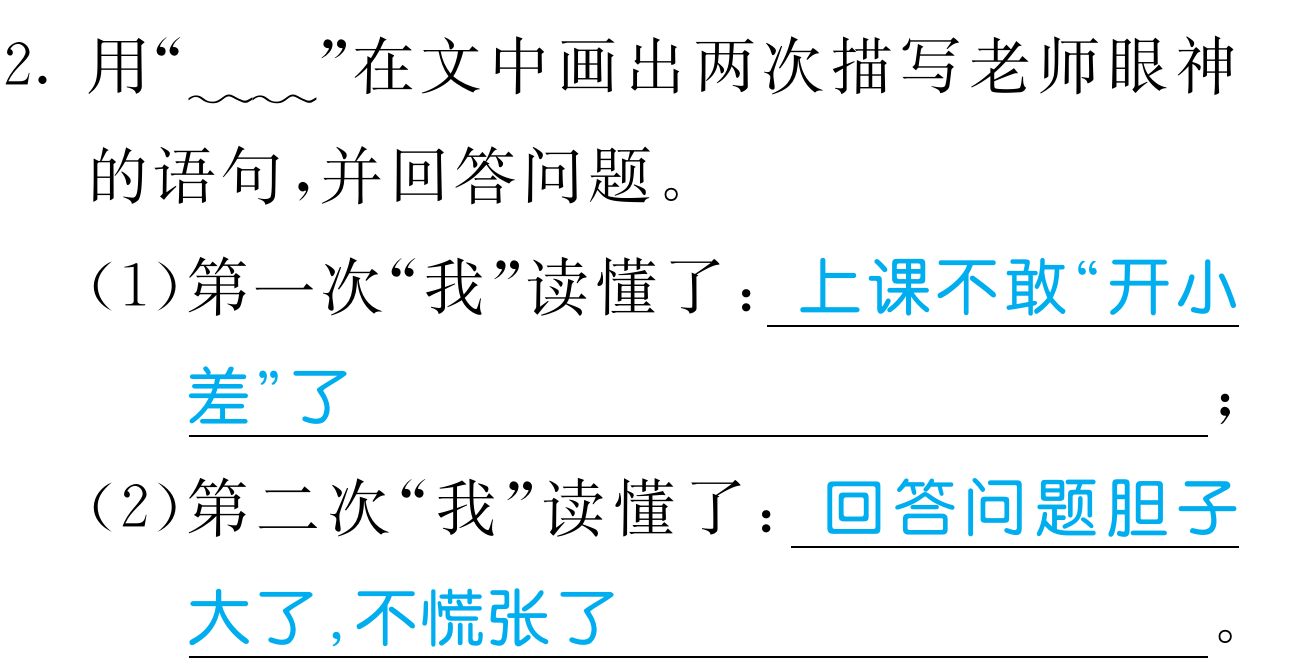 2. 用“﹏﹏”在文中画出两次描写老师眼神
的语句,并回答问题。
(1)第一次“我”读懂了：上课不敢“开小
差”了；
(2)第二次“我”读懂了：回答问题胆子
大了,不慌张了。